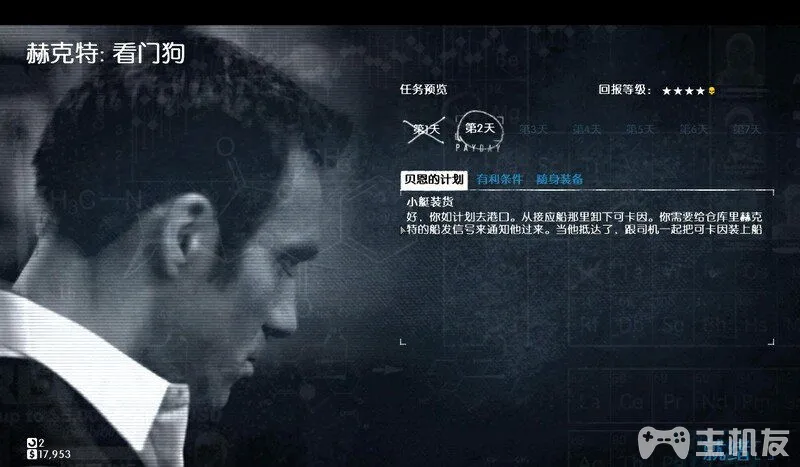 赫克特: 看门狗
任务预览
回报等级:
第1天 第2天 第3天 第4天 第5天 第6天 第7天
PAYDAY
贝恩的计划 有利条件 随身装备
小艇装货
好，你如计划去港口。从接应船那里卸下可卡因。你需要给仓库里赫克
特的船发信号来通知他过来。当他抵达了，跟司机一起把可卡因装上船
2
$17,953
就绪
主机友